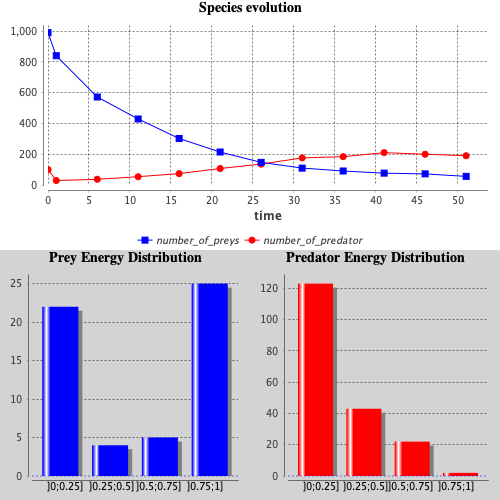 Species evolution
1,000
800
600
400
200
0
0 5 10 15 20 25 30 35 40 45 50
time
number_of_preys number_of_predator
Prey Energy Distribution
25
20
15
10
5
0
]0;0.25] ]0.25;0.5] ]0.5;0.75] ]0.75;1]
Predator Energy Distribution
120
100
80
60
40
20
0
]0;0.25] ]0.25;0.5] ]0.5;0.75] ]0.75;1]